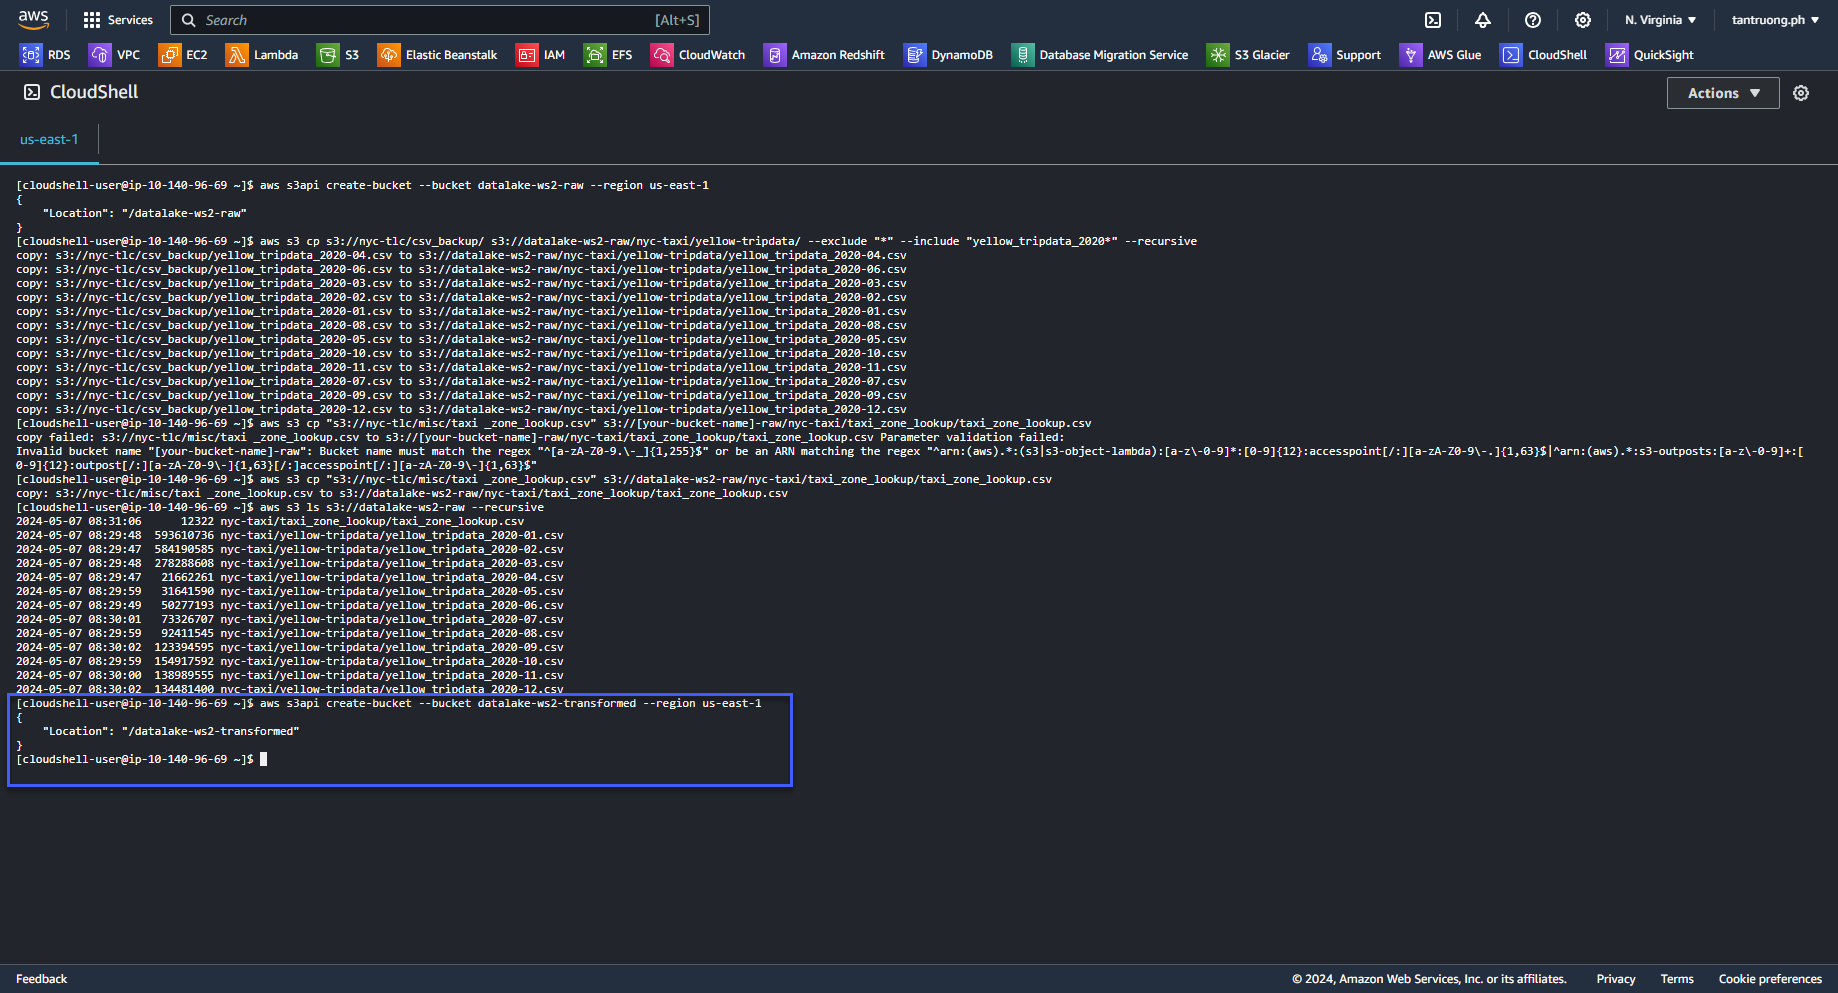 aws Services Search [Alt+S] N. Virginia ▼ tantruong.ph ▼
RDS VPC EC2 Lambda S3 Elastic Beanstalk IAM EFS CloudWatch Amazon Redshift DynamoDB Database Migration Service S3 Glacier Support AWS Glue CloudShell QuickSight
CloudShell Actions ▼
us-east-1
[cloudshell-user@ip-10-140-96-69 ~]$ aws s3api create-bucket --bucket datalake-ws2-raw --region us-east-1
{
    "Location": "/datalake-ws2-raw"
}
[cloudshell-user@ip-10-140-96-69 ~]$ aws s3 cp s3://nyc-tlc/csv_backup/ s3://datalake-ws2-raw/nyc-taxi/yellow-tripdata/ --exclude "*" --include "yellow_tripdata_2020*" --recursive
copy: s3://nyc-tlc/csv_backup/yellow_tripdata_2020-04.csv to s3://datalake-ws2-raw/nyc-taxi/yellow-tripdata/yellow_tripdata_2020-04.csv
copy: s3://nyc-tlc/csv_backup/yellow_tripdata_2020-06.csv to s3://datalake-ws2-raw/nyc-taxi/yellow-tripdata/yellow_tripdata_2020-06.csv
copy: s3://nyc-tlc/csv_backup/yellow_tripdata_2020-03.csv to s3://datalake-ws2-raw/nyc-taxi/yellow-tripdata/yellow_tripdata_2020-03.csv
copy: s3://nyc-tlc/csv_backup/yellow_tripdata_2020-02.csv to s3://datalake-ws2-raw/nyc-taxi/yellow-tripdata/yellow_tripdata_2020-02.csv
copy: s3://nyc-tlc/csv_backup/yellow_tripdata_2020-01.csv to s3://datalake-ws2-raw/nyc-taxi/yellow-tripdata/yellow_tripdata_2020-01.csv
copy: s3://nyc-tlc/csv_backup/yellow_tripdata_2020-08.csv to s3://datalake-ws2-raw/nyc-taxi/yellow-tripdata/yellow_tripdata_2020-08.csv
copy: s3://nyc-tlc/csv_backup/yellow_tripdata_2020-05.csv to s3://datalake-ws2-raw/nyc-taxi/yellow-tripdata/yellow_tripdata_2020-05.csv
copy: s3://nyc-tlc/csv_backup/yellow_tripdata_2020-10.csv to s3://datalake-ws2-raw/nyc-taxi/yellow-tripdata/yellow_tripdata_2020-10.csv
copy: s3://nyc-tlc/csv_backup/yellow_tripdata_2020-11.csv to s3://datalake-ws2-raw/nyc-taxi/yellow-tripdata/yellow_tripdata_2020-11.csv
copy: s3://nyc-tlc/csv_backup/yellow_tripdata_2020-07.csv to s3://datalake-ws2-raw/nyc-taxi/yellow-tripdata/yellow_tripdata_2020-07.csv
copy: s3://nyc-tlc/csv_backup/yellow_tripdata_2020-09.csv to s3://datalake-ws2-raw/nyc-taxi/yellow-tripdata/yellow_tripdata_2020-09.csv
copy: s3://nyc-tlc/csv_backup/yellow_tripdata_2020-12.csv to s3://datalake-ws2-raw/nyc-taxi/yellow-tripdata/yellow_tripdata_2020-12.csv
[cloudshell-user@ip-10-140-96-69 ~]$ aws s3 cp "s3://nyc-tlc/misc/taxi _zone_lookup.csv" s3://[your-bucket-name]-raw/nyc-taxi/taxi_zone_lookup/taxi_zone_lookup.csv
copy failed: s3://nyc-tlc/misc/taxi _zone_lookup.csv to s3://[your-bucket-name]-raw/nyc-taxi/taxi_zone_lookup/taxi_zone_lookup.csv Parameter validation failed:
Invalid bucket name "[your-bucket-name]-raw": Bucket name must match the regex "^[a-zA-Z0-9.\-_]{1,255}$" or be an ARN matching the regex "^arn:(aws).*:(s3|s3-object-lambda):[a-z\-0-9]*:[0-9]{12}:accesspoint[/:][a-zA-Z0-9\-.]{1,63}$|^arn:(aws).*:s3-outposts:[a-z\-0-9]+:[
0-9]{12}:outpost[/:][a-zA-Z0-9\-]{1,63}[/:]accesspoint[/:][a-zA-Z0-9\-]{1,63}$"
[cloudshell-user@ip-10-140-96-69 ~]$ aws s3 cp "s3://nyc-tlc/misc/taxi _zone_lookup.csv" s3://datalake-ws2-raw/nyc-taxi/taxi_zone_lookup/taxi_zone_lookup.csv
copy: s3://nyc-tlc/misc/taxi _zone_lookup.csv to s3://datalake-ws2-raw/nyc-taxi/taxi_zone_lookup/taxi_zone_lookup.csv
[cloudshell-user@ip-10-140-96-69 ~]$ aws s3 ls s3://datalake-ws2-raw --recursive
2024-05-07 08:31:06      12322 nyc-taxi/taxi_zone_lookup/taxi_zone_lookup.csv
2024-05-07 08:29:48  593610736 nyc-taxi/yellow-tripdata/yellow_tripdata_2020-01.csv
2024-05-07 08:29:47  584190585 nyc-taxi/yellow-tripdata/yellow_tripdata_2020-02.csv
2024-05-07 08:29:48  278288608 nyc-taxi/yellow-tripdata/yellow_tripdata_2020-03.csv
2024-05-07 08:29:47   21662261 nyc-taxi/yellow-tripdata/yellow_tripdata_2020-04.csv
2024-05-07 08:29:59   31641590 nyc-taxi/yellow-tripdata/yellow_tripdata_2020-05.csv
2024-05-07 08:29:49   50277193 nyc-taxi/yellow-tripdata/yellow_tripdata_2020-06.csv
2024-05-07 08:30:01   73326707 nyc-taxi/yellow-tripdata/yellow_tripdata_2020-07.csv
2024-05-07 08:29:59   92411545 nyc-taxi/yellow-tripdata/yellow_tripdata_2020-08.csv
2024-05-07 08:30:02  123394595 nyc-taxi/yellow-tripdata/yellow_tripdata_2020-09.csv
2024-05-07 08:29:59  154917592 nyc-taxi/yellow-tripdata/yellow_tripdata_2020-10.csv
2024-05-07 08:30:00  138989555 nyc-taxi/yellow-tripdata/yellow_tripdata_2020-11.csv
2024-05-07 08:30:02  134481400 nyc-taxi/yellow-tripdata/yellow_tripdata_2020-12.csv
[cloudshell-user@ip-10-140-96-69 ~]$ aws s3api create-bucket --bucket datalake-ws2-transformed --region us-east-1
{
    "Location": "/datalake-ws2-transformed"
}
[cloudshell-user@ip-10-140-96-69 ~]$
Feedback © 2024, Amazon Web Services, Inc. or its affiliates. Privacy Terms Cookie preferences